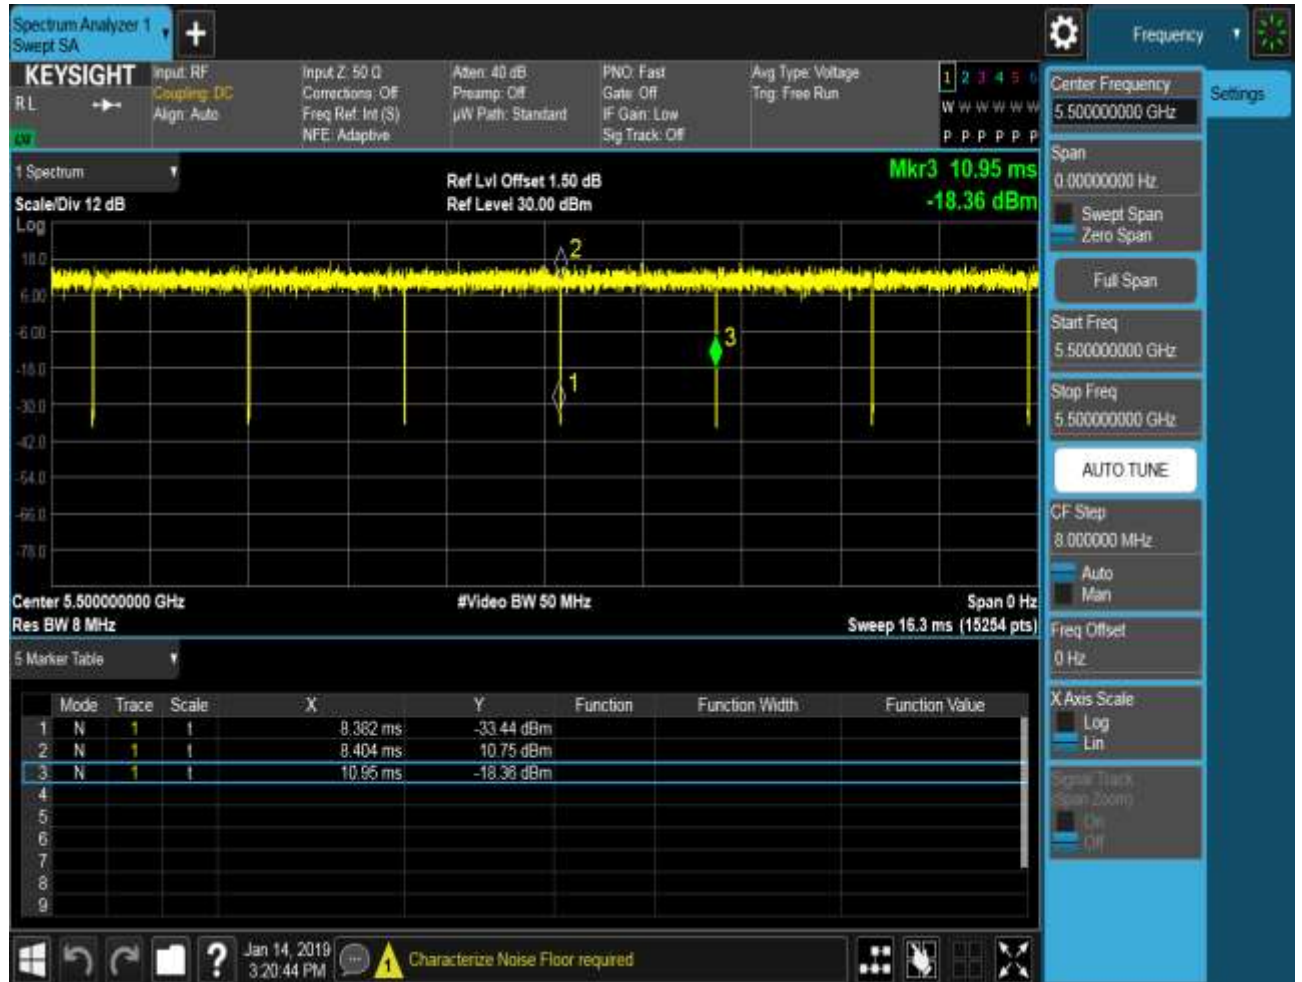 Spectrum Analyzer 1
Swept SA
Frequency
KEYSIGHT
R L
Input: RF
Coupling: DC
Align: Auto
Input Z: 50 Ω
Corrections: Off
Freq Ref: Int (S)
NFE: Adaptive
Atten: 40 dB
Preamp: Off
µW Path: Standard
PNO: Fast
Gate: Off
IF Gain: Low
Sig Track: Off
Avg Type: Voltage
Trig: Free Run
1 2 3 4 5 6
W W W W W W
P P P P P P
1 Spectrum
Scale/Div 12 dB
Log
Ref Lvl Offset 1.50 dB
Ref Level 30.00 dBm
Mkr3 10.95 ms
-18.36 dBm
18.0
6.00
-6.00
-18.0
-30.0
-42.0
-54.0
-66.0
-78.0
2
3
1
Center 5.500000000 GHz
#Video BW 50 MHz
Span 0 Hz
Res BW 8 MHz
Sweep 16.3 ms (15254 pts)
5 Marker Table
Mode Trace Scale X Y Function Function Width Function Value
1 N 1 t 8.382 ms -33.44 dBm
2 N 1 t 8.404 ms 10.75 dBm
3 N 1 t 10.95 ms -18.36 dBm
4
5
6
7
8
9
Jan 14, 2019
3:20:44 PM
Characterize Noise Floor required
Center Frequency
5.500000000 GHz
Settings
Span
0.00000000 Hz
Swept Span
Zero Span
Full Span
Start Freq
5.500000000 GHz
Stop Freq
5.500000000 GHz
AUTO TUNE
CF Step
8.000000 MHz
Auto
Man
Freq Offset
0 Hz
X Axis Scale
Log
Lin
Signal Track
(Span Zoom)
On
Off